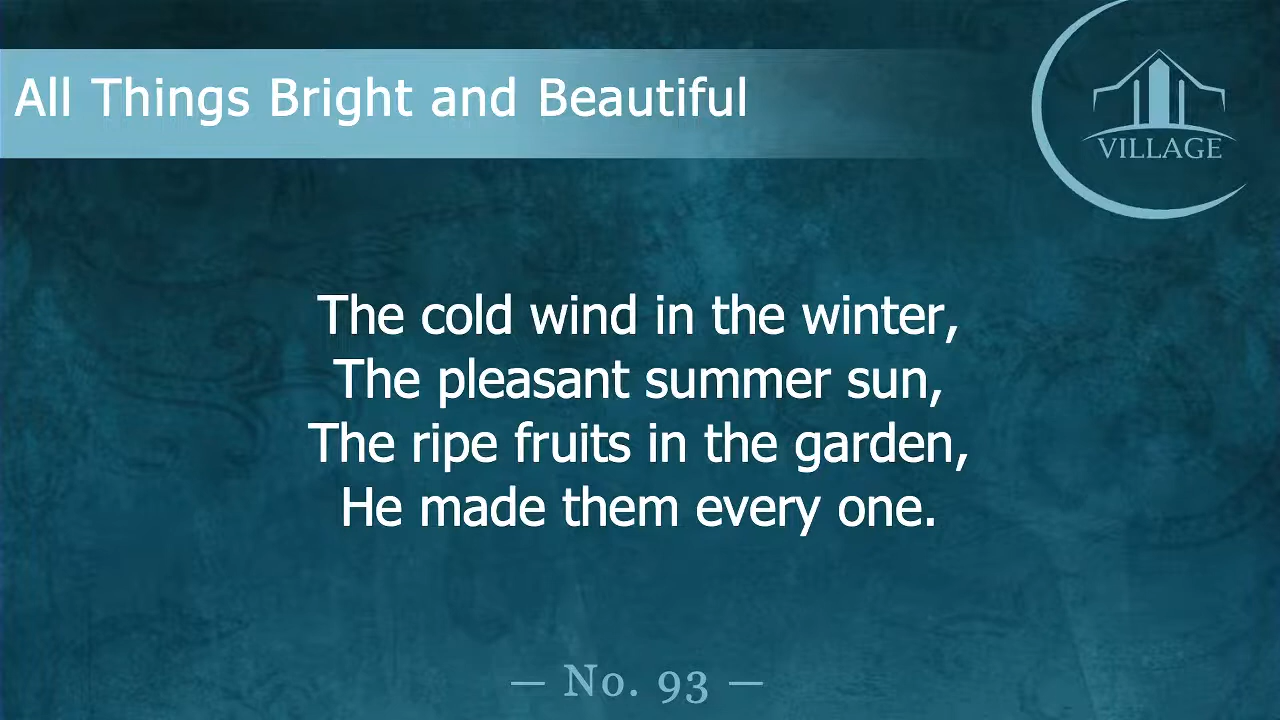 All Things Bright and Beautiful
VILLAGE
The cold wind in the winter,
The pleasant summer sun,
The ripe fruits in the garden,
He made them every one.
— No. 93 —